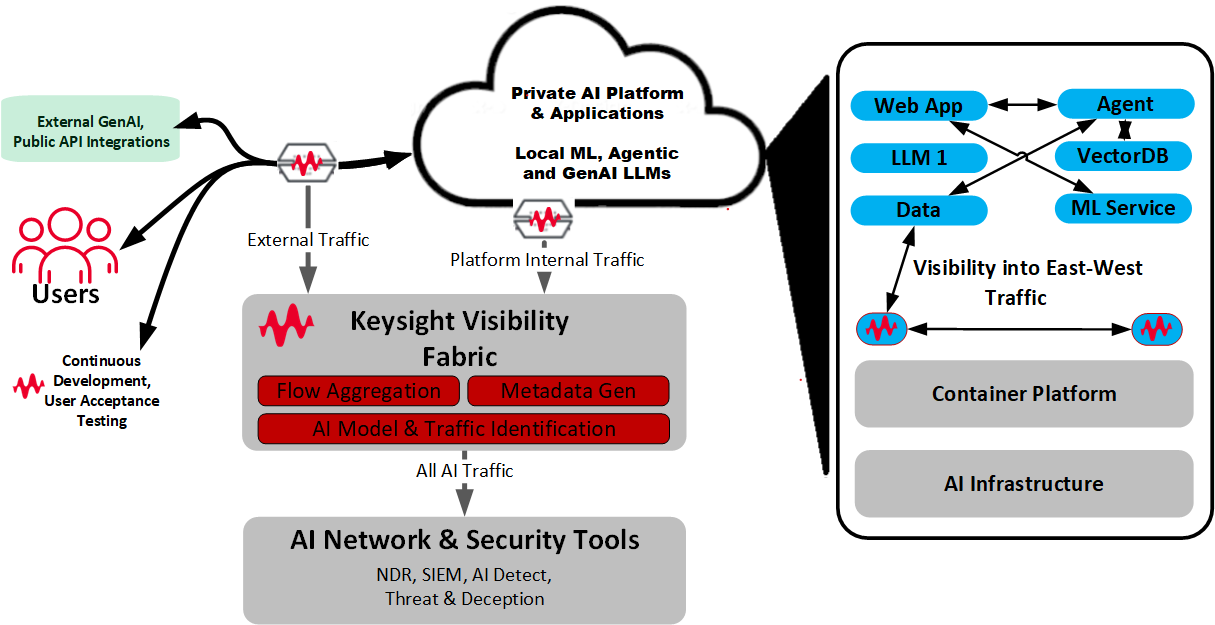 External GenAI,
Public API Integrations
Users
Continuous
Development,
User Acceptance
Testing
Private AI Platform
& Applications
Local ML, Agentic
and GenAI LLMs
External Traffic
Platform Internal Traffic
Keysight Visibility
Fabric
Flow Aggregation
Metadata Gen
AI Model & Traffic Identification
All AI Traffic
AI Network & Security Tools
NDR, SIEM, AI Detect,
Threat & Deception
Web App
Agent
LLM 1
VectorDB
Data
ML Service
Visibility into East-West
Traffic
Container Platform
AI Infrastructure